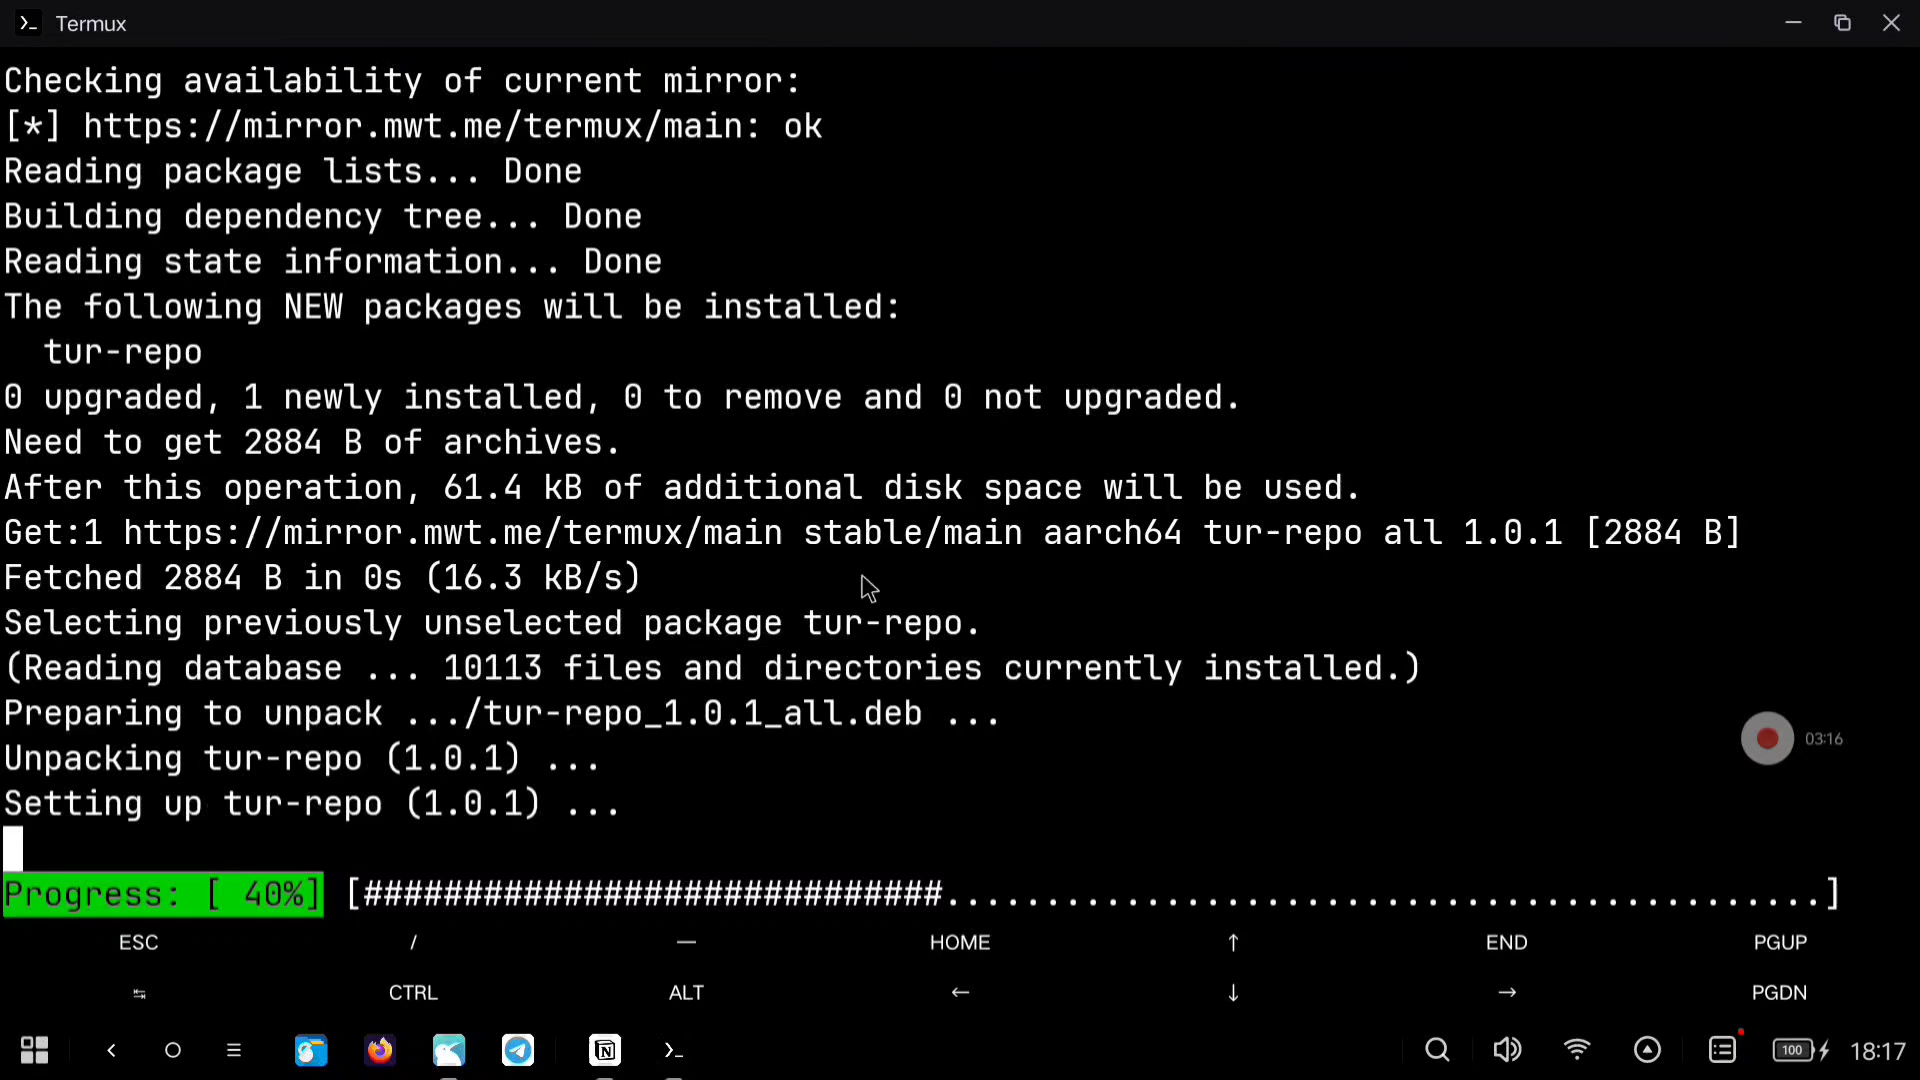 Termux
Checking availability of current mirror:
[*] https://mirror.mwt.me/termux/main: ok
Reading package lists... Done
Building dependency tree... Done
Reading state information... Done
The following NEW packages will be installed:
  tur-repo
0 upgraded, 1 newly installed, 0 to remove and 0 not upgraded.
Need to get 2884 B of archives.
After this operation, 61.4 kB of additional disk space will be used.
Get:1 https://mirror.mwt.me/termux/main stable/main aarch64 tur-repo all 1.0.1 [2884 B]
Fetched 2884 B in 0s (16.3 kB/s)
Selecting previously unselected package tur-repo.
(Reading database ... 10113 files and directories currently installed.)
Preparing to unpack .../tur-repo_1.0.1_all.deb ...
03:16
Unpacking tur-repo (1.0.1) ...
Setting up tur-repo (1.0.1) ...
Progress: [ 40%] [#############################............................................]
ESC / — HOME ↑ END PGUP
↹ CTRL ALT ← ↓ → PGDN
100 18:17